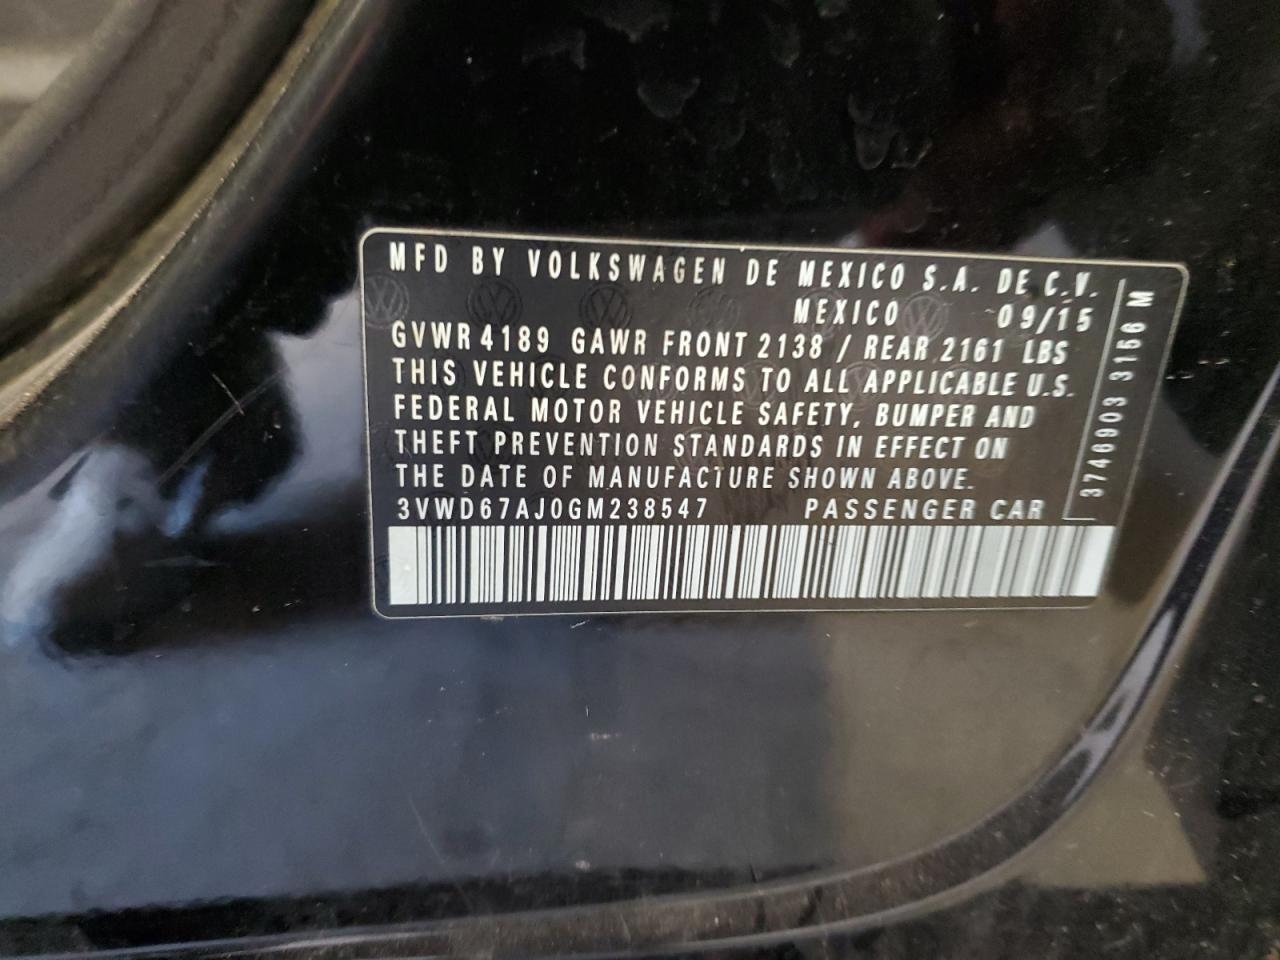 MFD BY VOLKSWAGEN DE MEXICO S.A. DE C.V.
MEXICO 09/15
GVWR 4189 GAWR FRONT 2138 / REAR 2161 LBS
THIS VEHICLE CONFORMS TO ALL APPLICABLE U.S.
FEDERAL MOTOR VEHICLE SAFETY, BUMPER AND
THEFT PREVENTION STANDARDS IN EFFECT ON
THE DATE OF MANUFACTURE SHOWN ABOVE.
3VWD67AJ0GM238547 PASSENGER CAR
3746903 3166 M